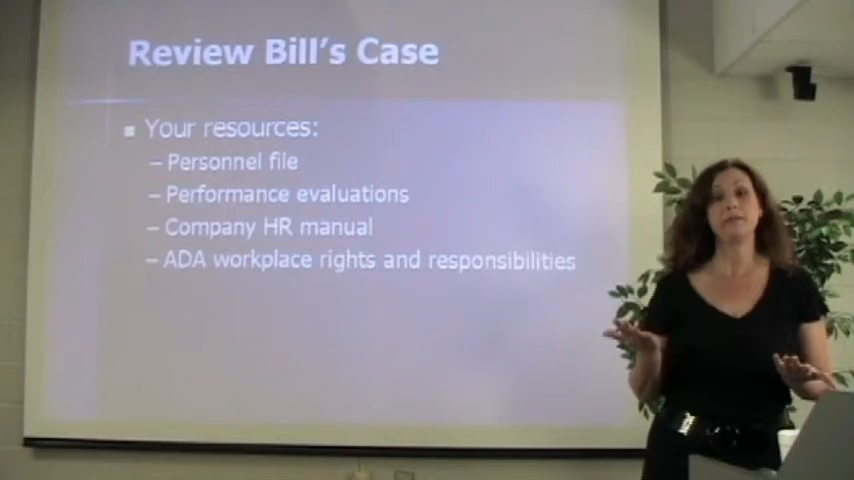 Review Bill's Case
Your resources:
– Personnel file
– Performance evaluations
– Company HR manual
– ADA workplace rights and responsibilities